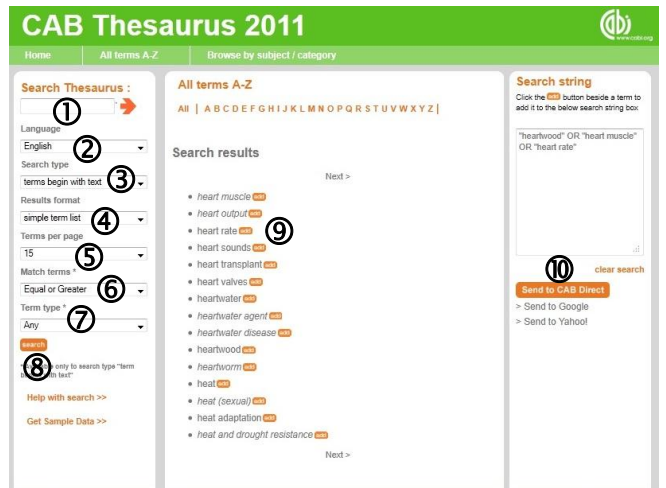 CAB Thesaurus 2011
cabi
www.cabi.org
Home All terms A-Z Browse by subject / category
Search Thesaurus :
①
Language
English ②
Search type
terms begin with text ③
Results format
simple term list ④
Terms per page
15 ⑤
Match terms *
Equal or Greater ⑥
Term type *
Any ⑦
search
⑧
only to search type "term
text"
Help with search >>
Get Sample Data >>
All terms A-Z
All | A B C D E F G H I J K L M N O P Q R S T U V W X Y Z |
Search results
Next >
heart muscle add
heart output add
heart rate add ⑨
heart sounds add
heart transplant add
heart valves add
heartwater add
heartwater agent add
heartwater disease add
heartwood add
heartworm add
heat add
heat (sexual) add
heat adaptation add
heat and drought resistance add
Next >
Search string
Click the add button beside a term to
add it to the below search string box
"heartwood" OR "heart muscle"
OR "heart rate"
⑩ clear search
Send to CAB Direct
> Send to Google
> Send to Yahoo!